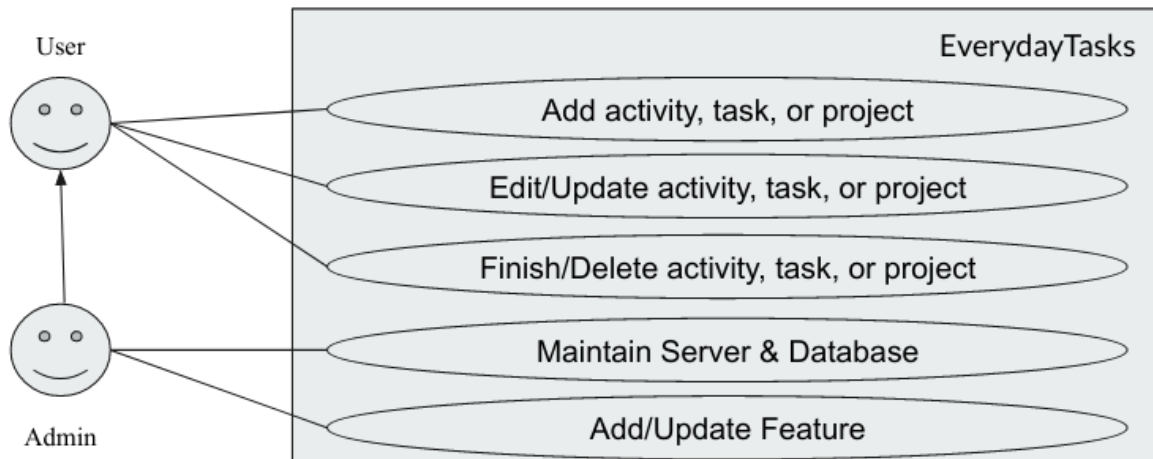 User
EverydayTasks
Add activity, task, or project
Edit/Update activity, task, or project
Finish/Delete activity, task, or project
Maintain Server & Database
Add/Update Feature
Admin